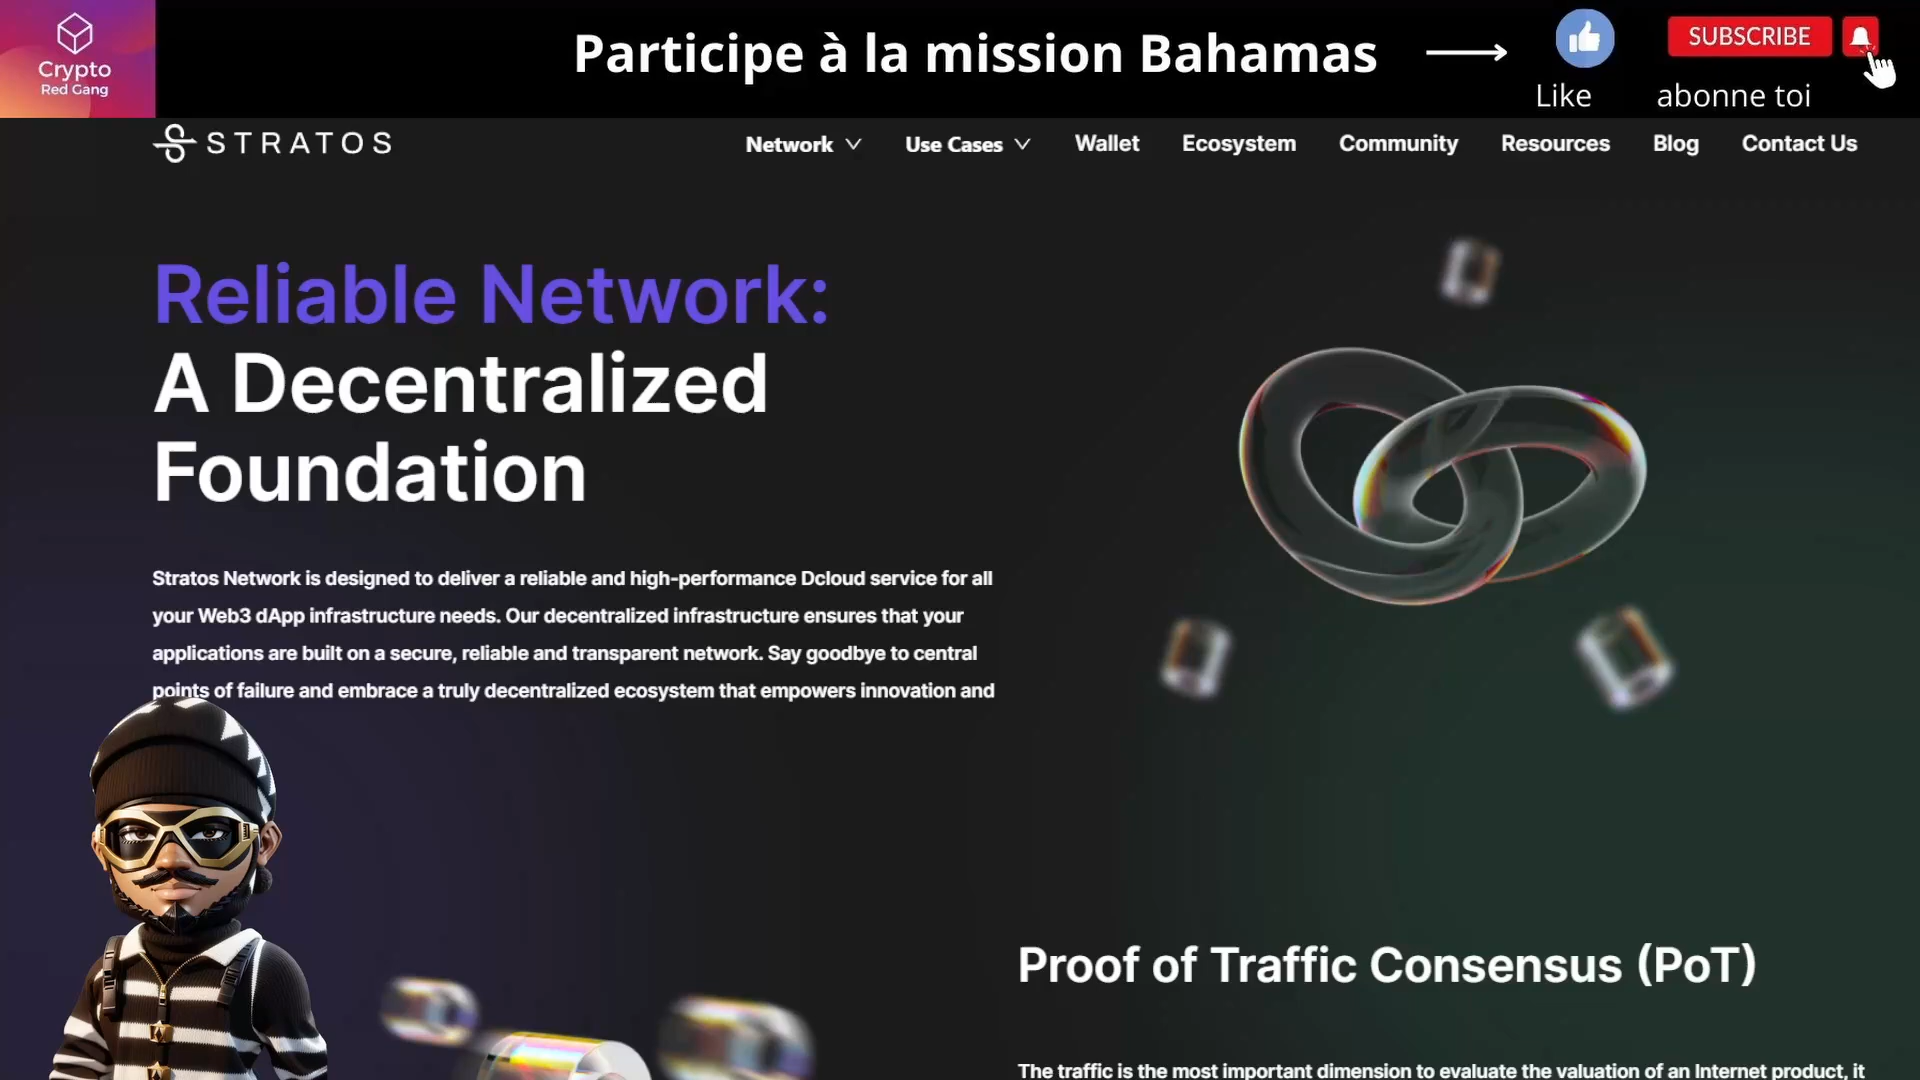 Crypto
Red Gang
Participe à la mission Bahamas
Like
SUBSCRIBE
abonne toi
STRATOS
Network
Use Cases
Wallet
Ecosystem
Community
Resources
Blog
Contact Us
Reliable Network:
A Decentralized
Foundation
Stratos Network is designed to deliver a reliable and high-performance Dcloud service for all
your Web3 dApp infrastructure needs. Our decentralized infrastructure ensures that your
applications are built on a secure, reliable and transparent network. Say goodbye to central
points of failure and embrace a truly decentralized ecosystem that empowers innovation and
Proof of Traffic Consensus (PoT)
The traffic is the most important dimension to evaluate the valuation of an Internet product, it